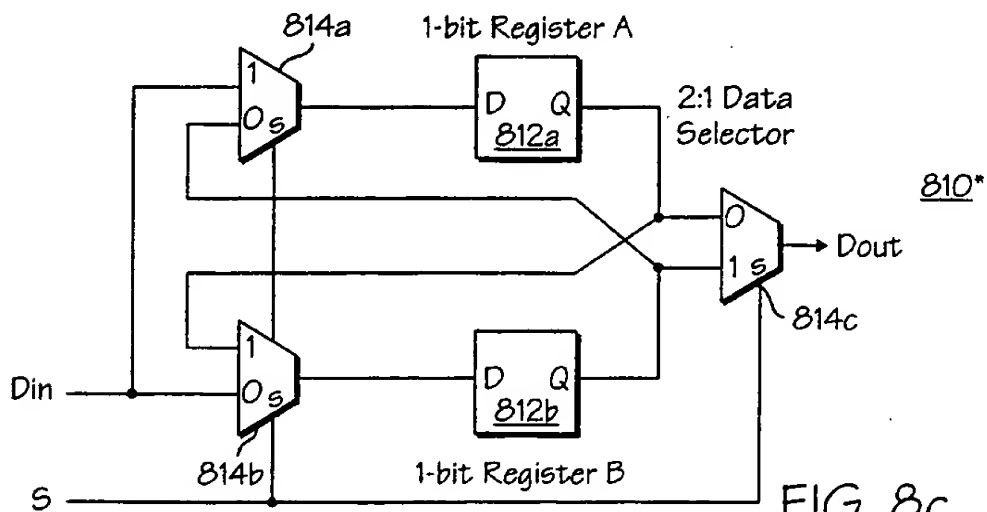 814a
1-bit Register A
1
0
s
D
Q
812a
2:1 Data
Selector
810*
0
1
s
Dout
814c
1
0
s
Din
D
Q
812b
814b
1-bit Register B
S
FIG. 8c